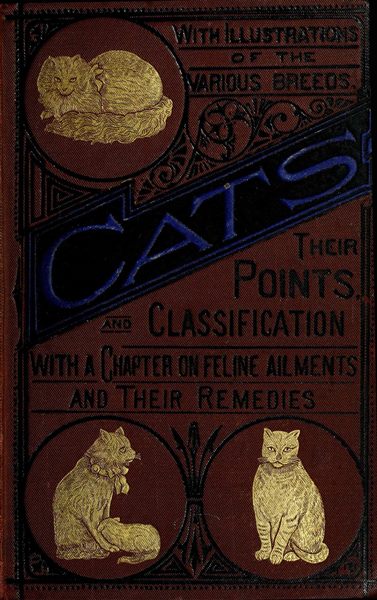 WITH ILLUSTRATIONS
OF THE
VARIOUS BREEDS.
CATS
THEIR
POINTS,
AND CLASSIFICATION
WITH A CHAPTER ON FELINE AILMENTS
AND THEIR REMEDIES